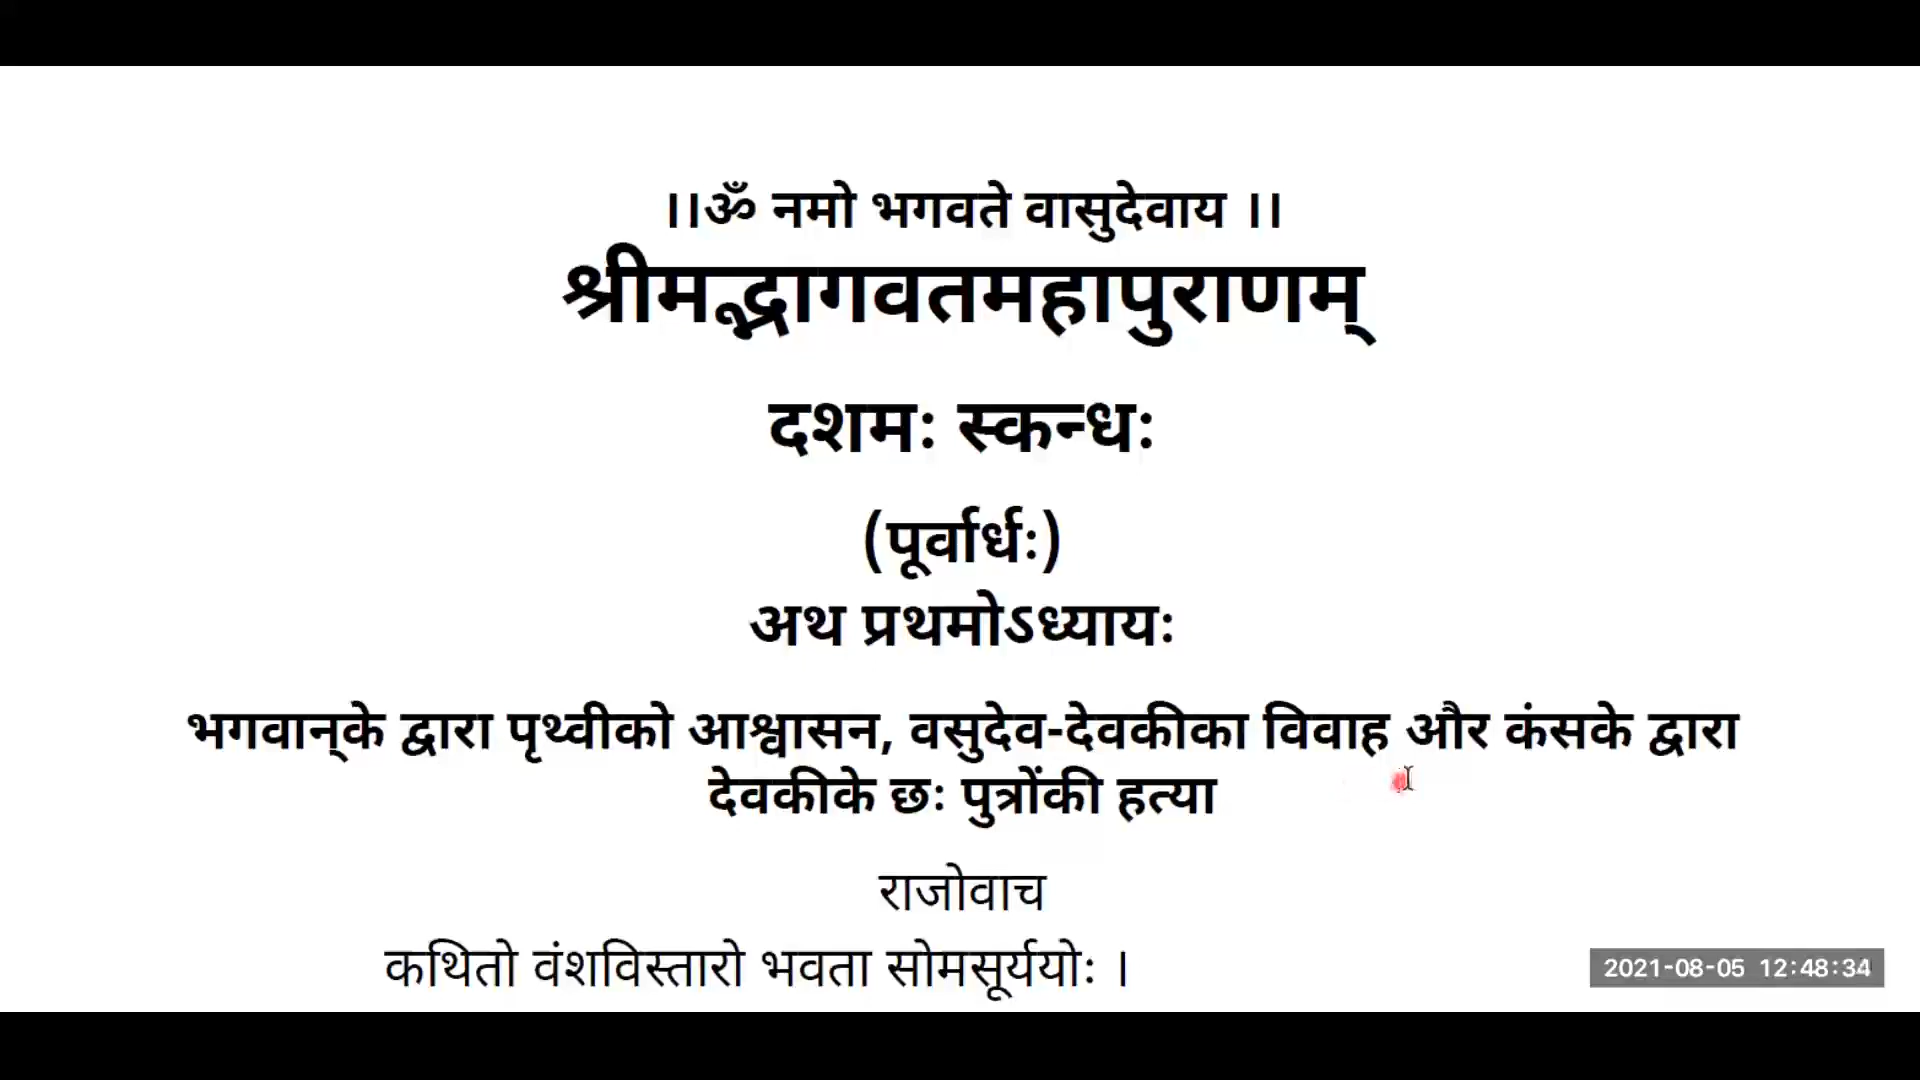 ।।ॐ नमो भगवते वासुदेवाय ।।
श्रीमद्भागवतमहापुराणम्
दशमः स्कन्धः
(पूर्वार्धः)
अथ प्रथमोऽध्यायः
भगवान्‌के द्वारा पृथ्वीको आश्वासन, वसुदेव-देवकीका विवाह और कंसके द्वारा
देवकीके छः पुत्रोंकी हत्या
राजोवाच
कथितो वंशविस्तारो भवता सोमसूर्ययोः ।
2021-08-05 12:48:34